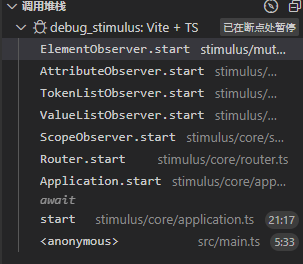 调用堆栈
debug_stimulus: Vite + TS 已在断点处暂停
ElementObserver.start stimulus/mut...
AttributeObserver.start stimulus/...
TokenListObserver.start stimulus/...
ValueListObserver.start stimulus/...
ScopeObserver.start stimulus/core/s...
Router.start stimulus/core/router.ts
Application.start stimulus/core/app...
await
start stimulus/core/application.ts 21:17
<anonymous> src/main.ts 5:33